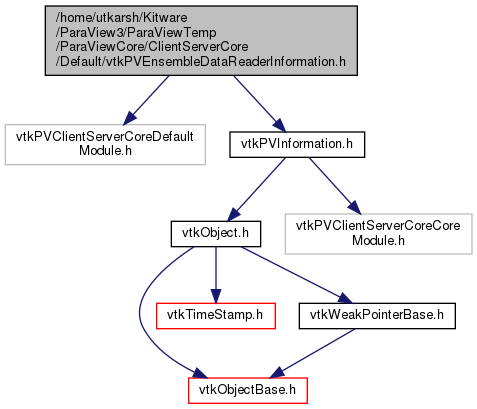 /home/utkarsh/Kitware
/ParaView3/ParaViewTemp
/ParaViewCore/ClientServerCore
/Default/vtkPVEnsembleDataReaderInformation.h
vtkPVClientServerCoreDefault
Module.h
vtkPVInformation.h
vtkObject.h
vtkPVClientServerCoreCore
Module.h
vtkTimeStamp.h
vtkWeakPointerBase.h
vtkObjectBase.h